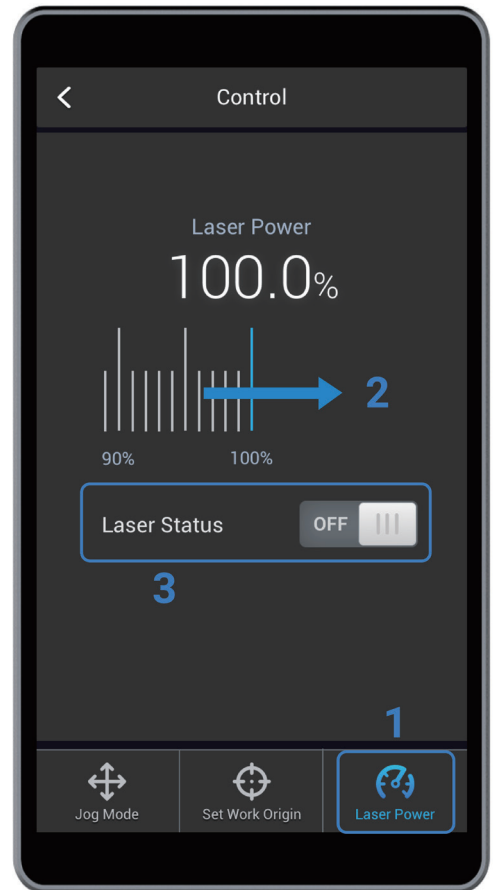 Control
Laser Power
100.0%
2
90% 100%
Laser Status OFF
3
1
Jog Mode Set Work Origin Laser Power